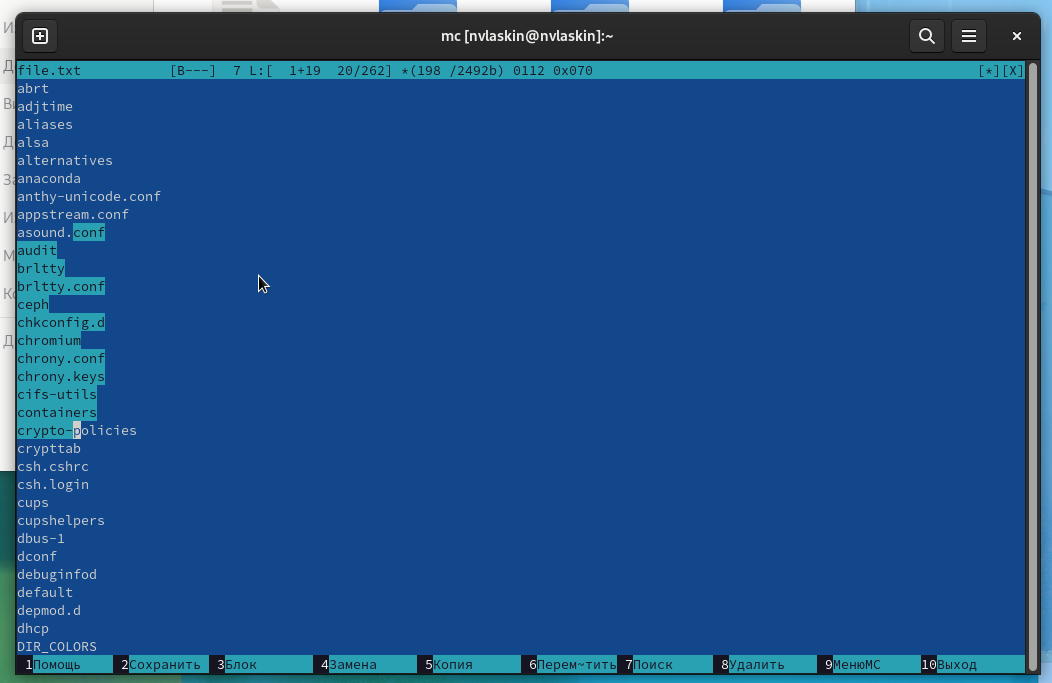 mc [nvlaskin@nvlaskin]:~
file.txt [B---] 7 L:[ 1+19 20/262] *(198 /2492b) 0112 0x070 [*][X]
abrt
adjtime
aliases
alsa
alternatives
anaconda
anthy-unicode.conf
appstream.conf
asound.conf
audit
brltty
brltty.conf
ceph
chkconfig.d
chromium
chrony.conf
chrony.keys
cifs-utils
containers
crypto-policies
crypttab
csh.cshrc
csh.login
cups
cupshelpers
dbus-1
dconf
debuginfod
default
depmod.d
dhcp
DIR_COLORS
1Помощь 2Сохранить 3Блок 4Замена 5Копия 6Перем~тить 7Поиск 8Удалить 9МенюМС 10Выход